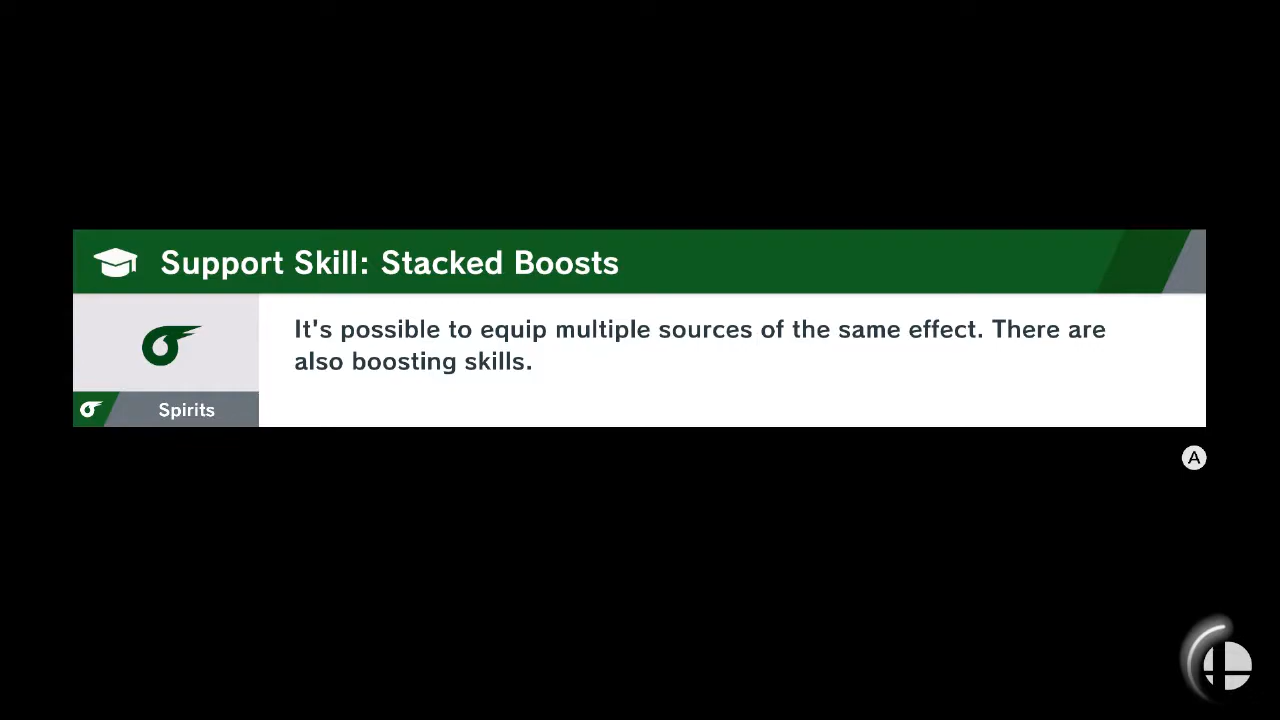 Support Skill: Stacked Boosts
It's possible to equip multiple sources of the same effect. There are
also boosting skills.
Spirits
A